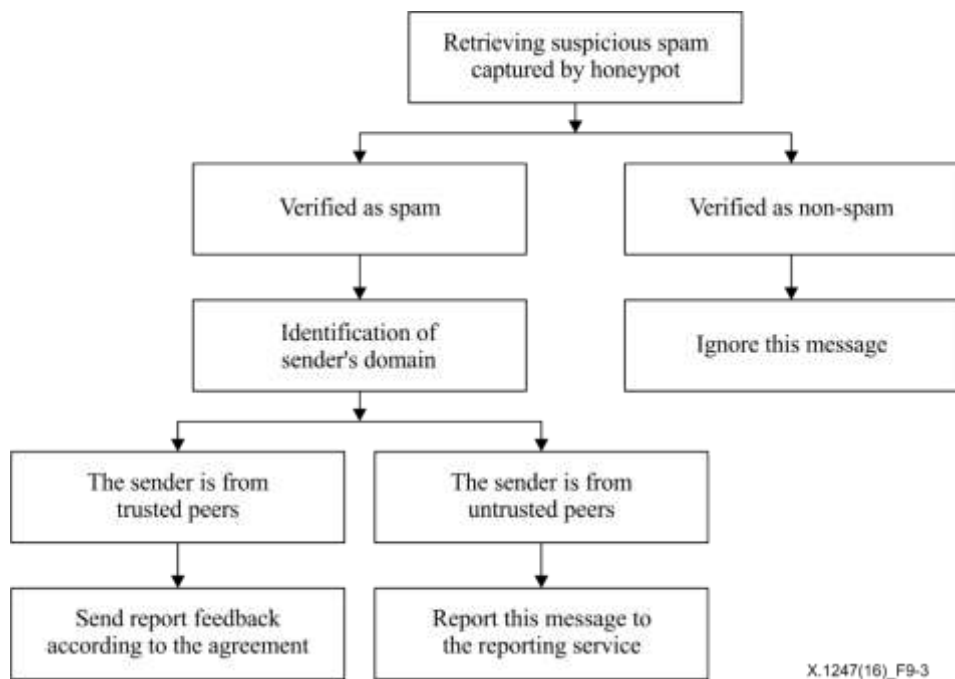 Retrieving suspicious spam
captured by honeypot
Verified as spam
Verified as non-spam
Identification of
sender's domain
Ignore this message
The sender is from
trusted peers
The sender is from
untrusted peers
Send report feedback
according to the agreement
Report this message to
the reporting service
X.1247(16)_F9-3